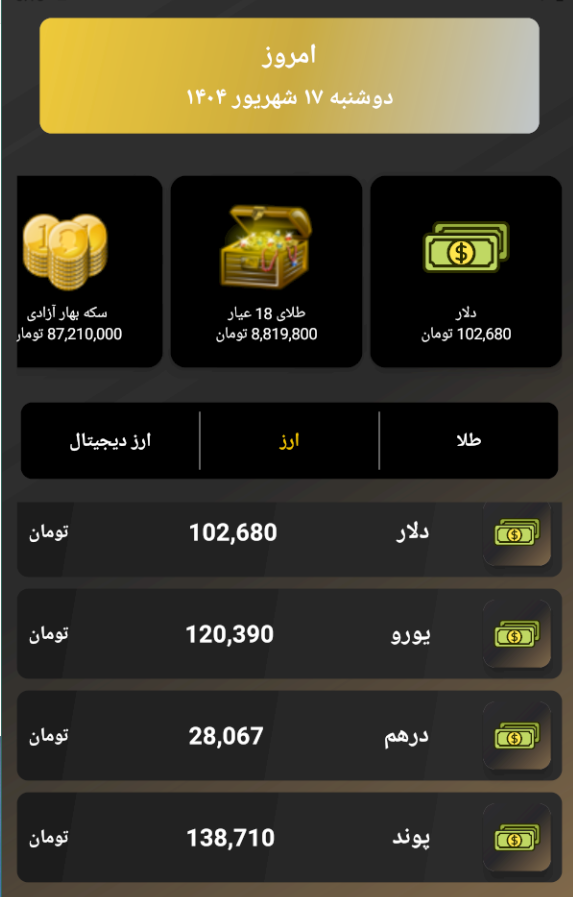 امروز
دوشنبه ۱۷ شهریور ۱۴۰۴
دلار
102,680 تومان
طلای 18 عیار
8,819,800 تومان
سکه بهار آزادی
87,210,000 تومان
طلا
ارز
ارز دیجیتال
دلار 102,680 تومان
یورو 120,390 تومان
درهم 28,067 تومان
پوند 138,710 تومان